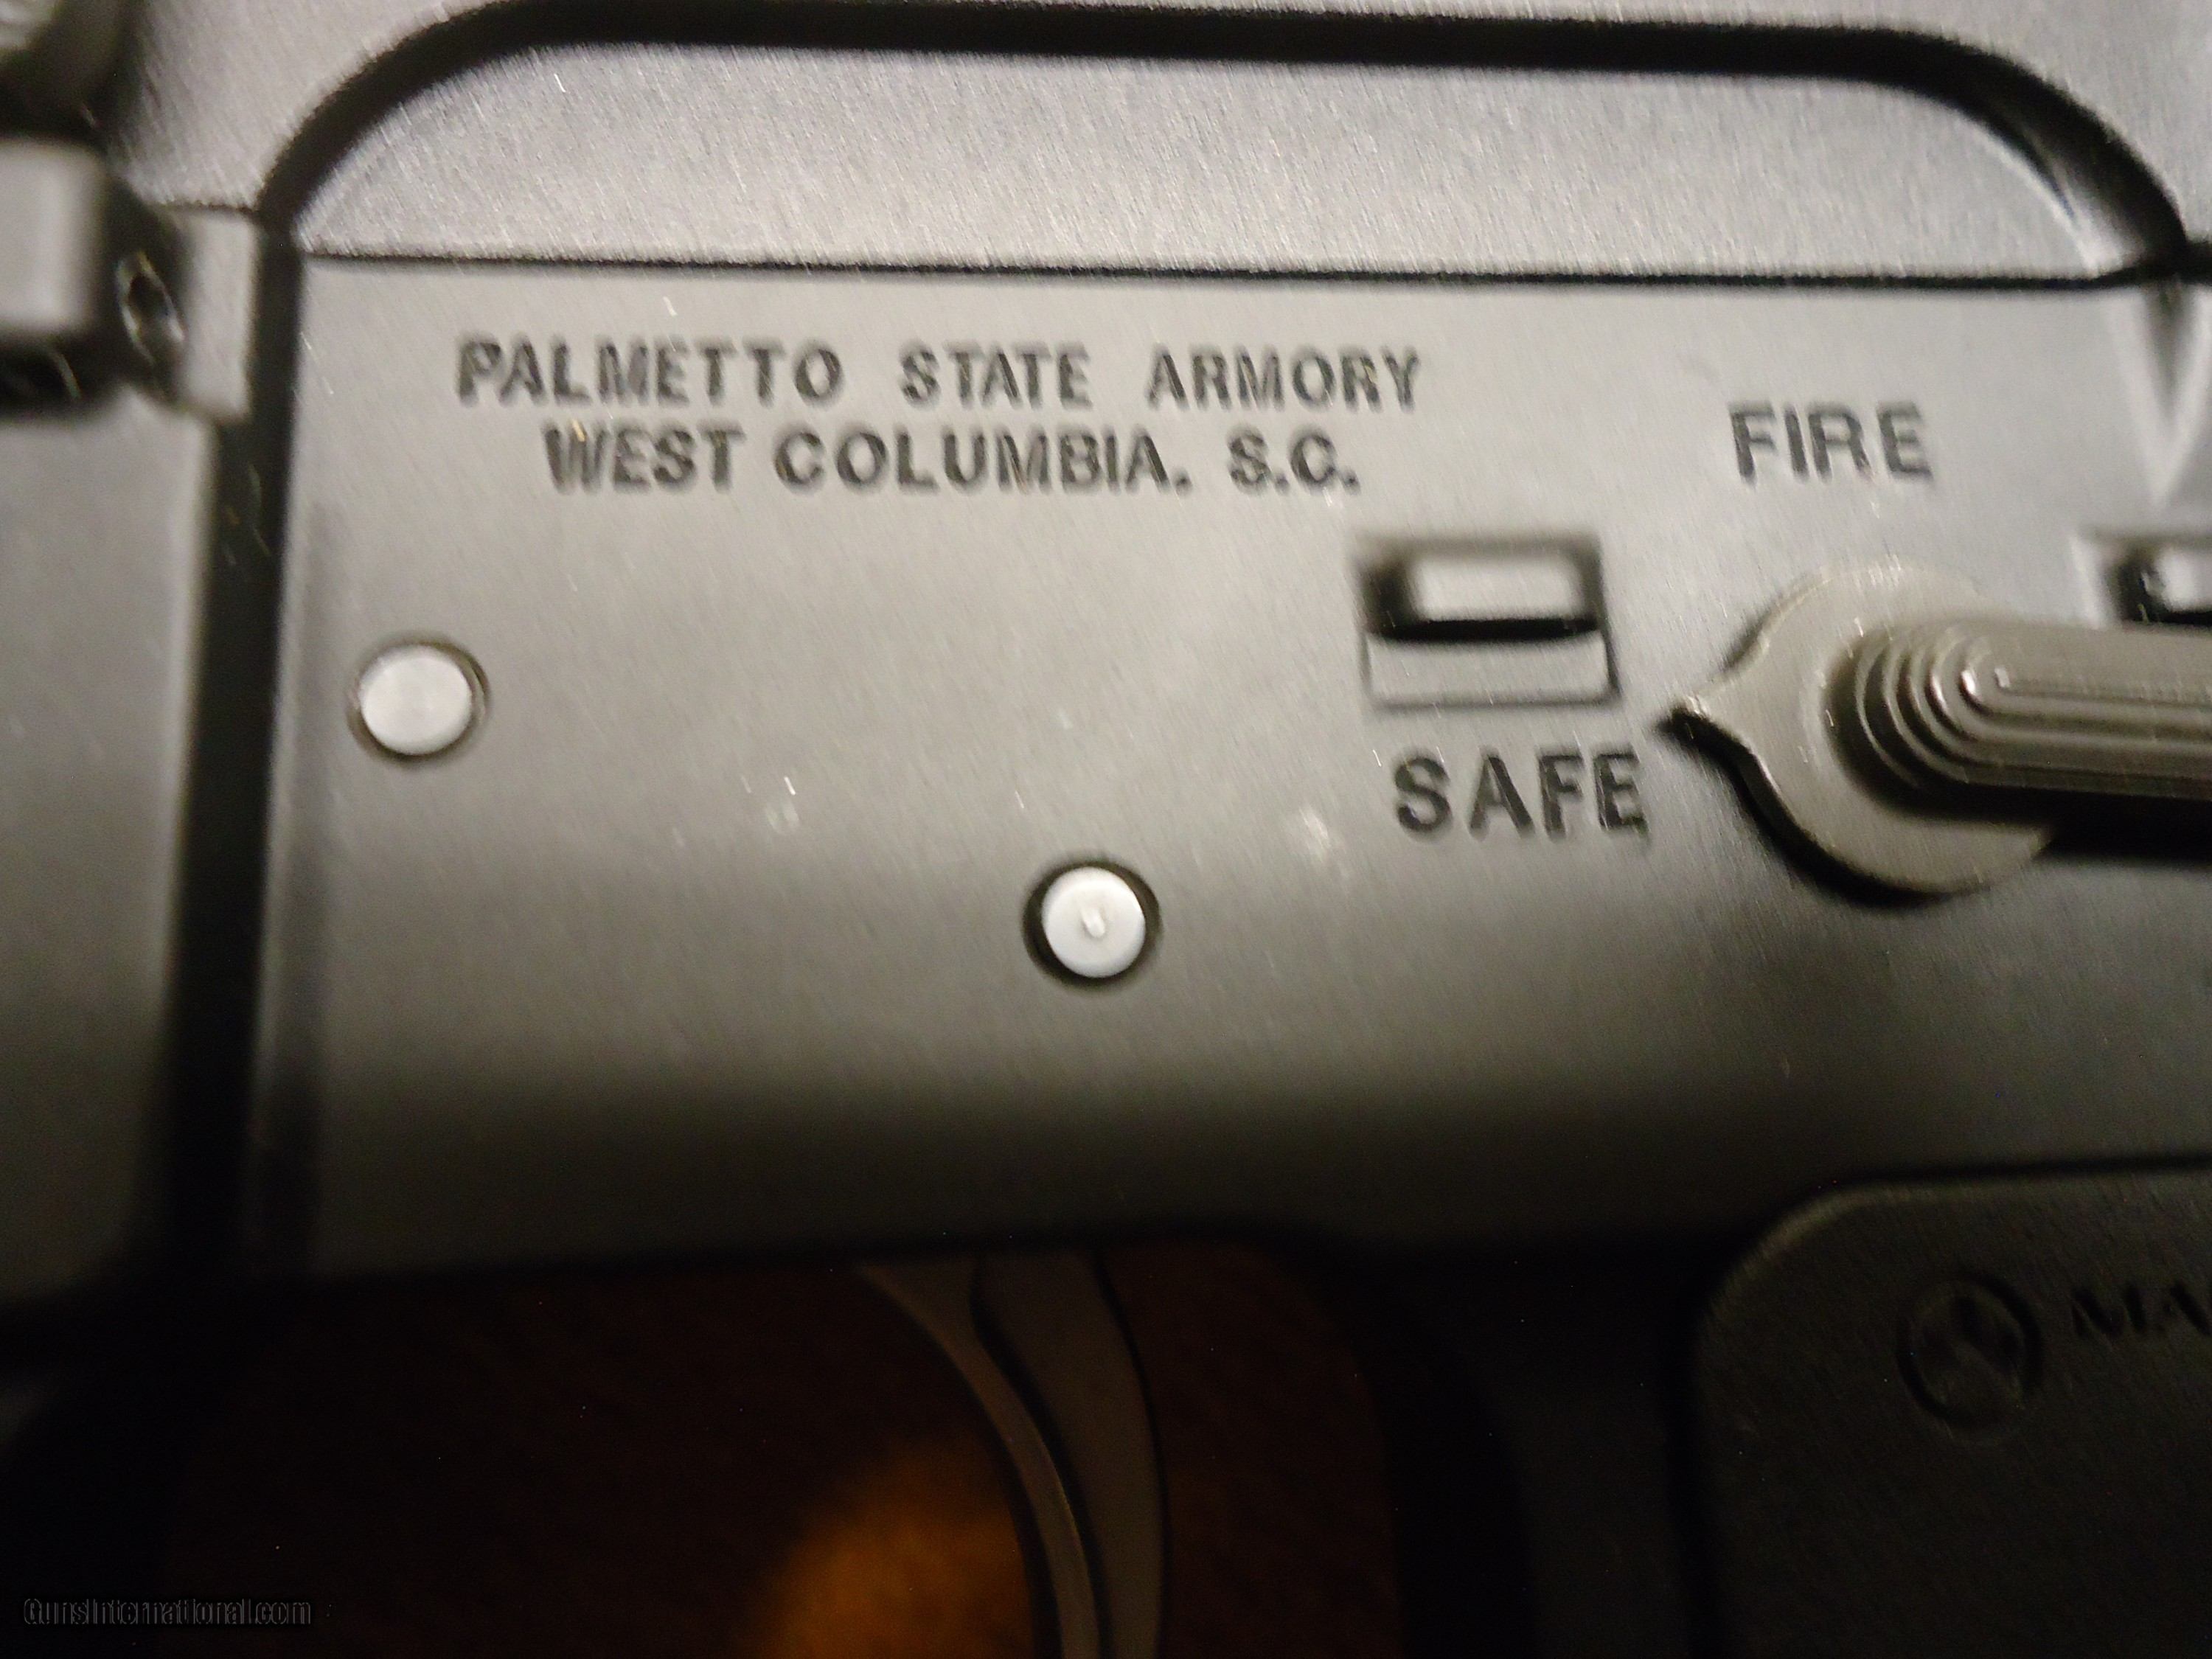 PALMETTO STATE ARMORY
WEST COLUMBIA. S.C.
FIRE
SAFE
GunsInternational.com